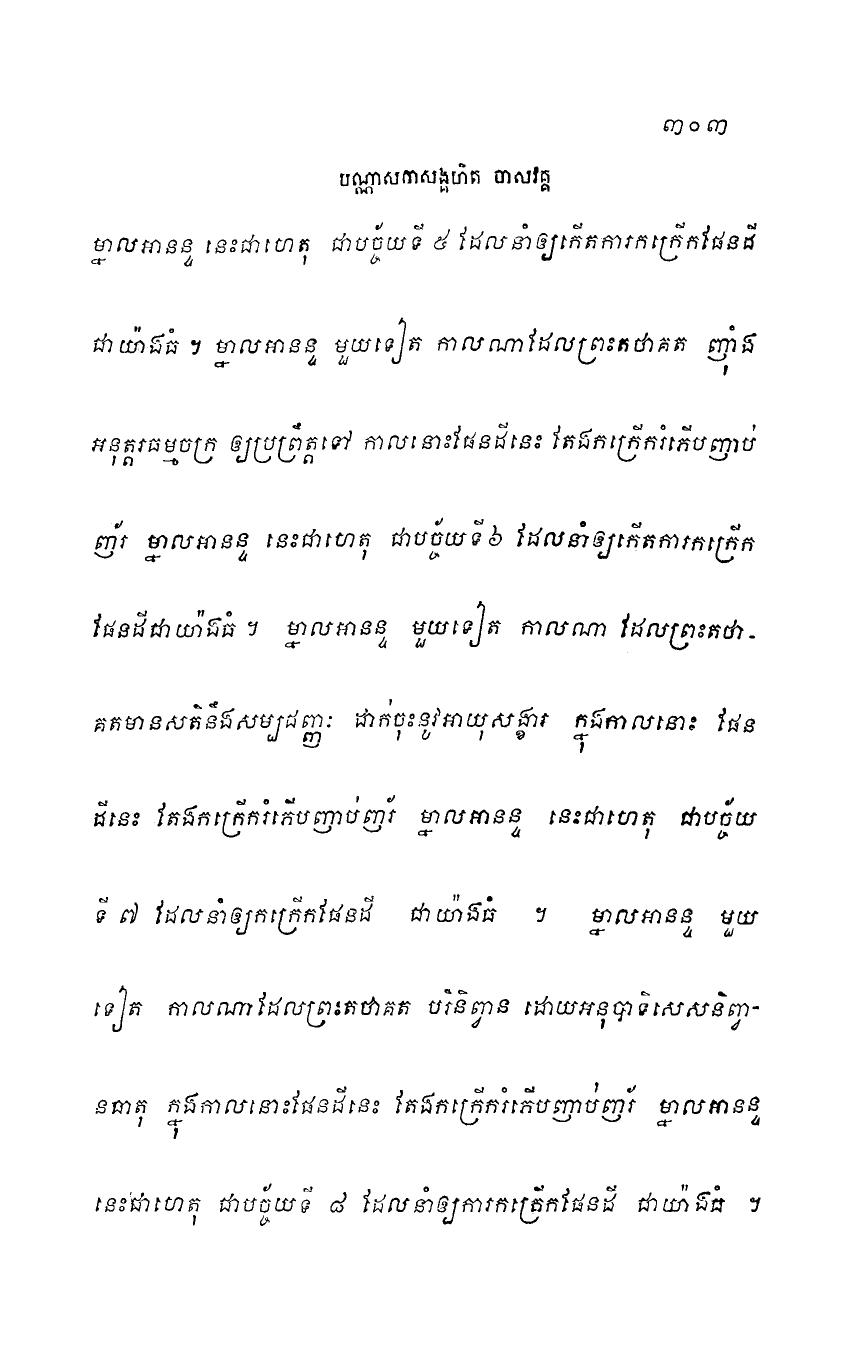 ៣០៣
បណ្ណាសកាសង្គហិត ចាលវគ្គ
ម្នាលអានន្ទ នេះជាហេតុ ជាបច្ច័យទី ៥ ដែលនាំឲ្យកើតការកក្រើកផែនដី
ជាយ៉ាងធំ ។ ម្នាលអានន្ទ មួយទៀត កាលណាដែលព្រះតថាគត ញ៉ាំង
អនុត្តរធម្មចក្រ ឲ្យប្រព្រឹត្តទៅ កាលនោះផែនដីនេះ តែងកក្រើករំភើបញាប់
ញ័រ ម្នាលអានន្ទ នេះជាហេតុ ជាបច្ច័យទី ៦ ដែលនាំឲ្យកើតការកក្រើក
ផែនដីជាយ៉ាងធំ ។ ម្នាលអានន្ទ មួយទៀត កាលណា ដែលព្រះតថា-
គតមានសតិនឹងសម្បជញ្ញៈ ដាក់ចុះនូវអាយុសង្ខារ ក្នុងកាលនោះ ផែន
ដីនេះ តែងកក្រើករំភើបញាប់ញ័រ ម្នាលអានន្ទ នេះជាហេតុ ជាបច្ច័យ
ទី ៧ ដែលនាំឲ្យកក្រើកផែនដី ជាយ៉ាងធំ ។ ម្នាលអានន្ទ មួយ
ទៀត កាលណាដែលព្រះតថាគត បរិនិព្វាន ដោយអនុបាទិសេសនិព្វា-
នធាតុ ក្នុងកាលនោះផែនដីនេះ តែងកក្រើករំភើបញាប់ញ័រ ម្នាលអានន្ទ
នេះជាហេតុ ជាបច្ច័យទី ៨ ដែលនាំឲ្យការកក្រើកផែនដី ជាយ៉ាងធំ ។